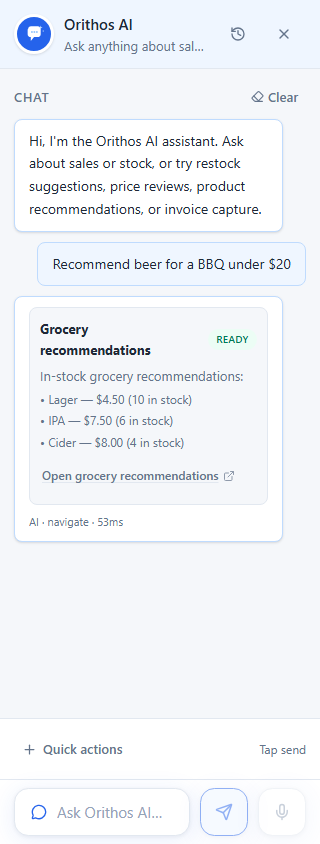 Orithos AI
Ask anything about sal...
CHAT
Clear
Hi, I'm the Orithos AI assistant. Ask
about sales or stock, or try restock
suggestions, price reviews, product
recommendations, or invoice capture.
Recommend beer for a BBQ under $20
Grocery
recommendations
READY
In-stock grocery recommendations:
• Lager — $4.50 (10 in stock)
• IPA — $7.50 (6 in stock)
• Cider — $8.00 (4 in stock)
Open grocery recommendations
AI · navigate · 53ms
Quick actions
Tap send
Ask Orithos AI...